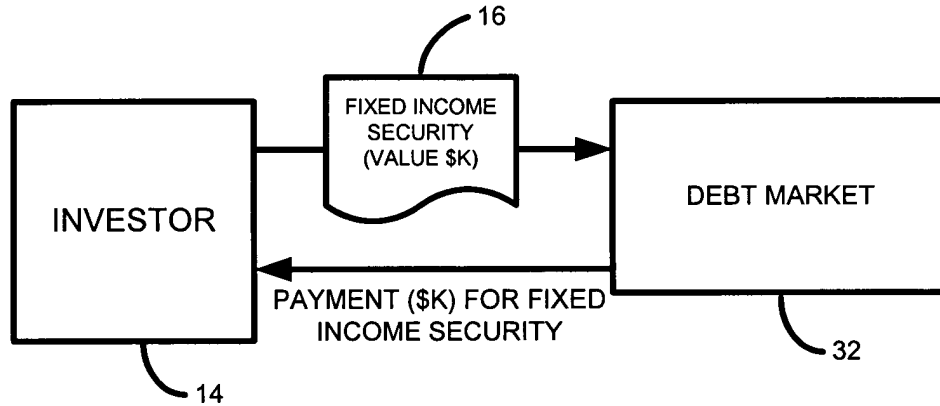 16
FIXED INCOME
SECURITY
(VALUE $K)
INVESTOR
DEBT MARKET
PAYMENT ($K) FOR FIXED
INCOME SECURITY
32
14